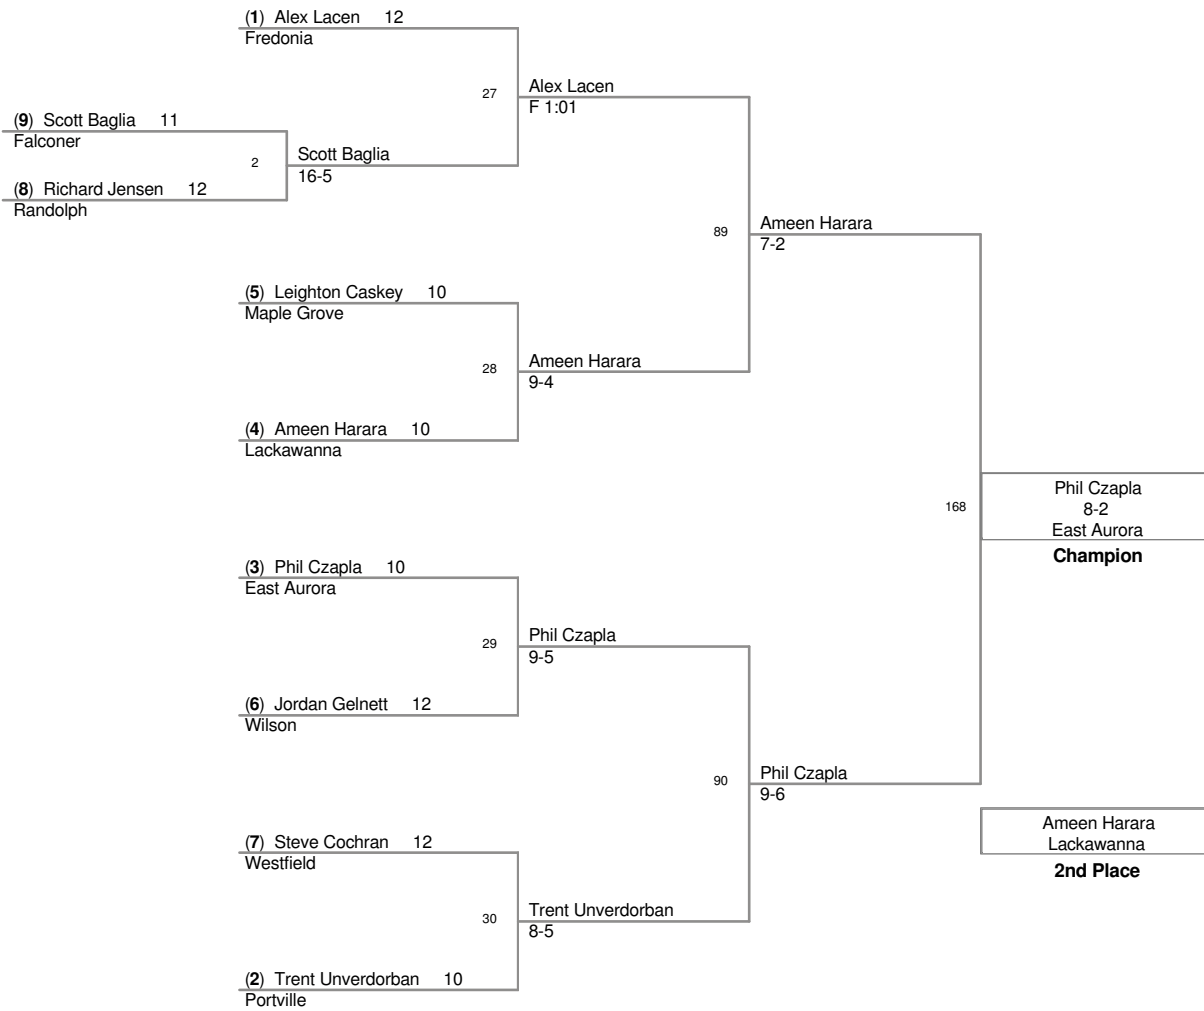 (1) Alex Lacen 12
Fredonia
27
Alex Lacen
F 1:01
(9) Scott Baglia 11
Falconer
2
Scott Baglia
16-5
(8) Richard Jensen 12
Randolph
89
Ameen Harara
7-2
(5) Leighton Caskey 10
Maple Grove
28
Ameen Harara
9-4
(4) Ameen Harara 10
Lackawanna
168
Phil Czapla
8-2
East Aurora
Champion
(3) Phil Czapla 10
East Aurora
29
Phil Czapla
9-5
(6) Jordan Gelnett 12
Wilson
90
Phil Czapla
9-6
Ameen Harara
Lackawanna
2nd Place
(7) Steve Cochran 12
Westfield
30
Trent Unverdorban
8-5
(2) Trent Unverdorban 10
Portville